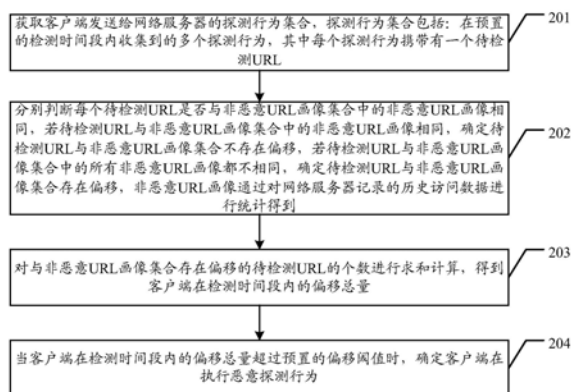 获取客户端发送给网络服务器的探测行为集合，探测行为集合包括：在预置
的检测时间段内收集到的多个探测行为，其中每个探测行为携带有一个待检
测URL
201
分别判断每个待检测URL是否与非恶意URL画像集合中的非恶意URL画像相
同，若待检测URL与非恶意URL画像集合中的非恶意URL画像相同，确定待
检测URL与非恶意URL画像集合不存在偏移，若待检测URL与非恶意URL画
像集合中的所有非恶意URL画像都不相同，确定待检测URL与非恶意URL画像
集合存在偏移，非恶意URL画像通过对网络服务器记录的历史访问数据进
行统计得到
202
对与非恶意URL画像集合存在偏移的待检测URL的个数进行求和计算，得到
客户端在检测时间段内的偏移总量
203
当客户端在检测时间段内的偏移总量超过预置的偏移阈值时，确定客户端在
执行恶意探测行为
204